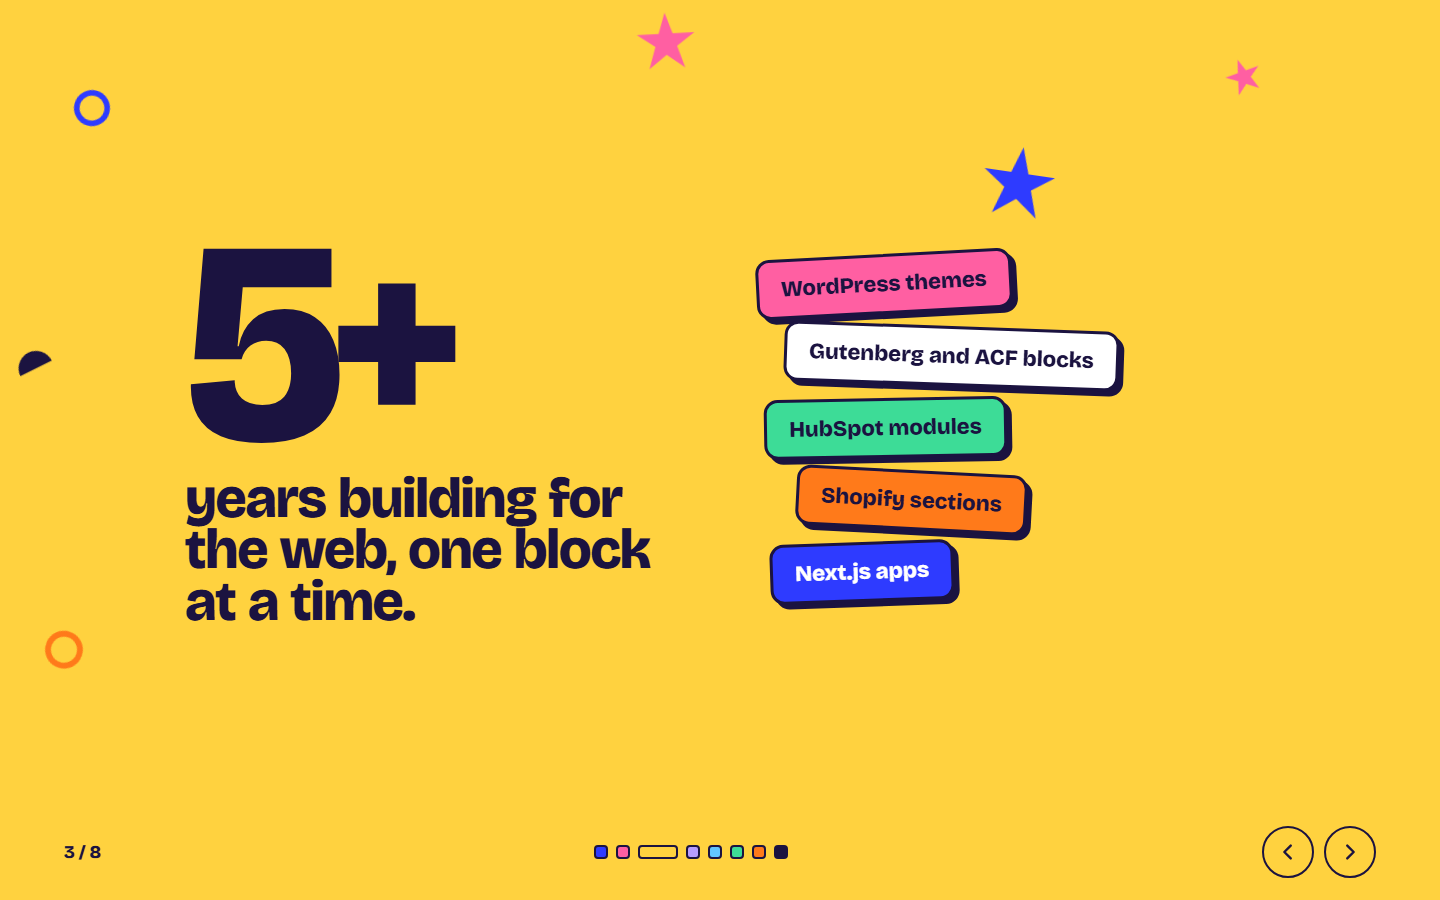 5+
years building for
the web, one block
at a time.
WordPress themes
Gutenberg and ACF blocks
HubSpot modules
Shopify sections
Next.js apps
3 / 8